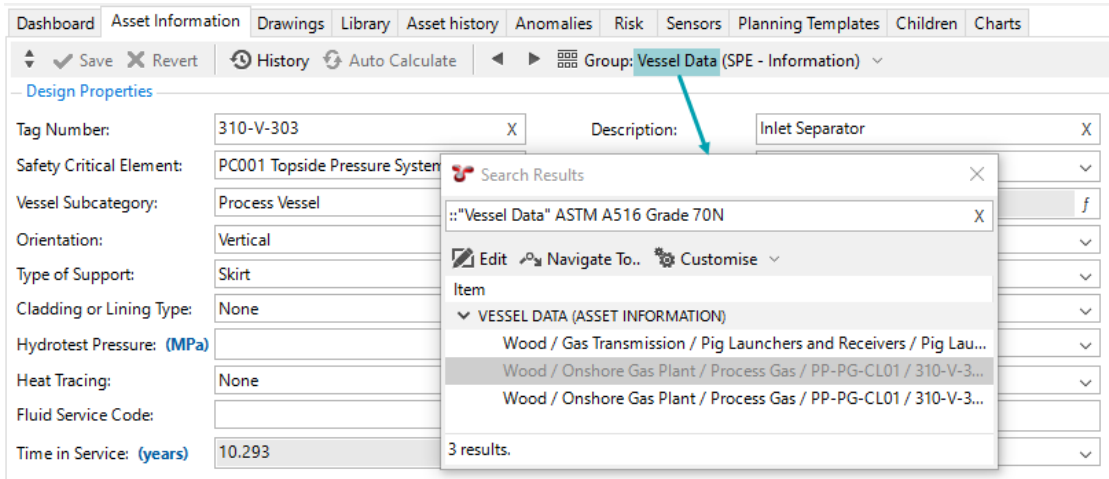 Dashboard Asset Information Drawings Library Asset history Anomalies Risk Sensors Planning Templates Children Charts
Save Revert History Auto Calculate Group: Vessel Data (SPE - Information)
Design Properties
Tag Number: 310-V-303 X Description: Inlet Separator X
Safety Critical Element: PC001 Topside Pressure System
Search Results
Vessel Subcategory: Process Vessel
::"Vessel Data" ASTM A516 Grade 70N X
f
Orientation: Vertical
Edit Navigate To.. Customise
Type of Support: Skirt
Item
Cladding or Lining Type: None
VESSEL DATA (ASSET INFORMATION)
Hydrotest Pressure: (MPa)
Wood / Gas Transmission / Pig Launchers and Receivers / Pig Lau...
Heat Tracing: None
Wood / Onshore Gas Plant / Process Gas / PP-PG-CL01 / 310-V-3...
Fluid Service Code:
Wood / Onshore Gas Plant / Process Gas / PP-PG-CL01 / 310-V-3...
Time in Service: (years) 10.293
3 results.